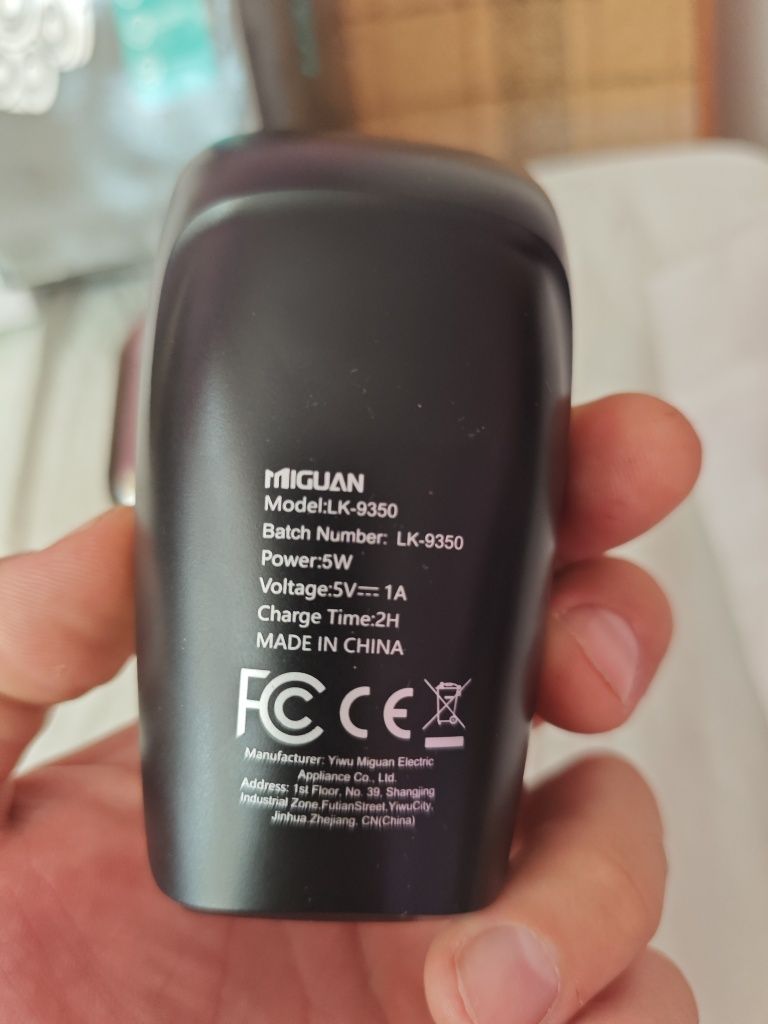 MIGUAN
Model:LK-9350
Batch Number: LK-9350
Power:5W
Voltage:5V⎓1A
Charge Time:2H
MADE IN CHINA
FC CE
Manufacturer: Yiwu Miguan Electric
Appliance Co., Ltd.
Address: 1st Floor, No. 39, Shangjing
Industrial Zone,FutianStreet,YiwuCity,
Jinhua,Zhejiang, CN(China)